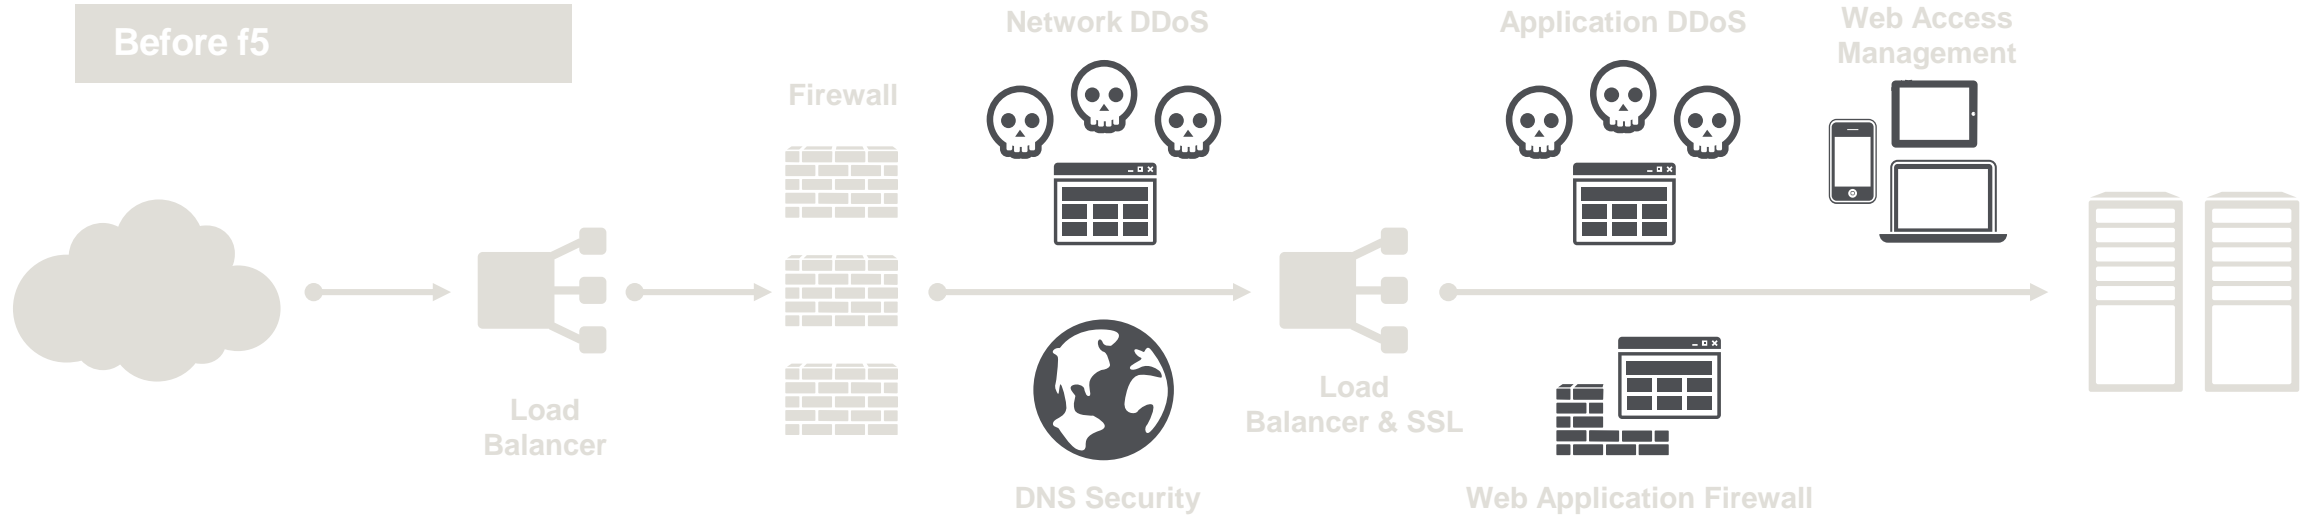 Before f5
Firewall
Network DDoS
Application DDoS
Web Access
Management
Load
Balancer
DNS Security
Load
Balancer & SSL
Web Application Firewall